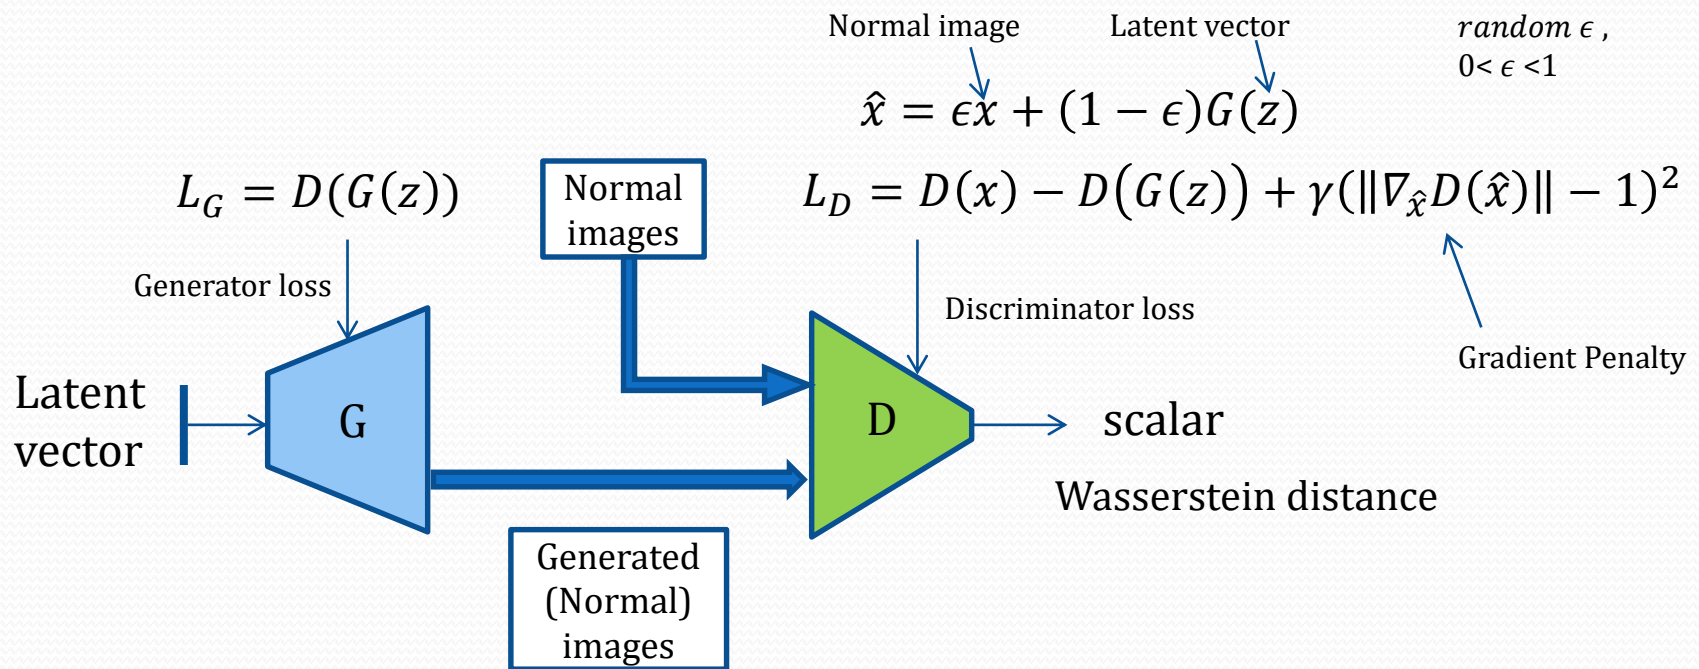 Normal image
Latent vector
random ϵ ,
0< ϵ <1
x̂ = ϵx + (1 − ϵ)G(z)
L_G = D(G(z))
Normal
images
L_D = D(x) − D(G(z)) + γ(‖∇_x̂ D(x̂)‖ − 1)²
Generator loss
Discriminator loss
Gradient Penalty
Latent
vector
G
D
scalar
Wasserstein distance
Generated
(Normal)
images